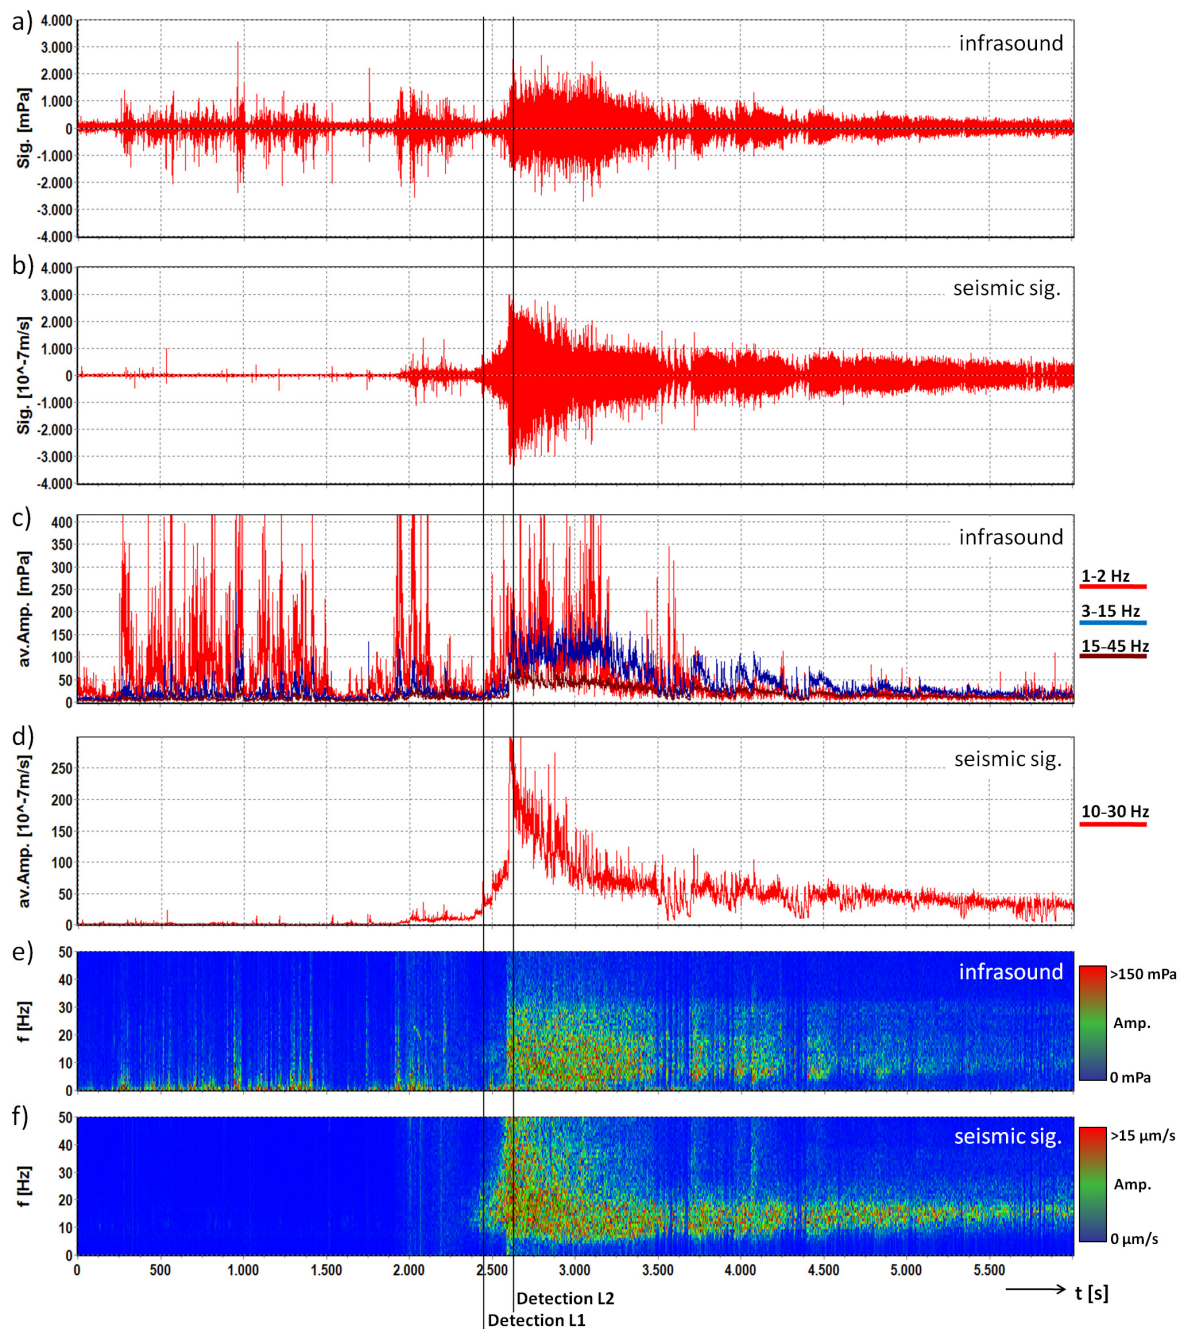 a)
infrasound
Sig. [mPa]
4.000
3.000
2.000
1.000
0
-1.000
-2.000
-3.000
-4.000
b)
seismic sig.
Sig. [10^-7m/s]
4.000
3.000
2.000
1.000
0
-1.000
-2.000
-3.000
-4.000
c)
infrasound
av.Amp. [mPa]
400
350
300
250
200
150
100
50
0
1-2 Hz
3-15 Hz
15-45 Hz
d)
seismic sig.
av.Amp. [10^-7m/s]
250
200
150
100
50
0
10-30 Hz
e)
infrasound
f [Hz]
50
40
30
20
10
0
>150 mPa
Amp.
0 mPa
f)
seismic sig.
f [Hz]
50
40
30
20
10
0
>15 µm/s
Amp.
0 µm/s
0 500 1.000 1.500 2.000 2.500 3.000 3.500 4.000 4.500 5.000 5.500
t [s]
Detection L2
Detection L1